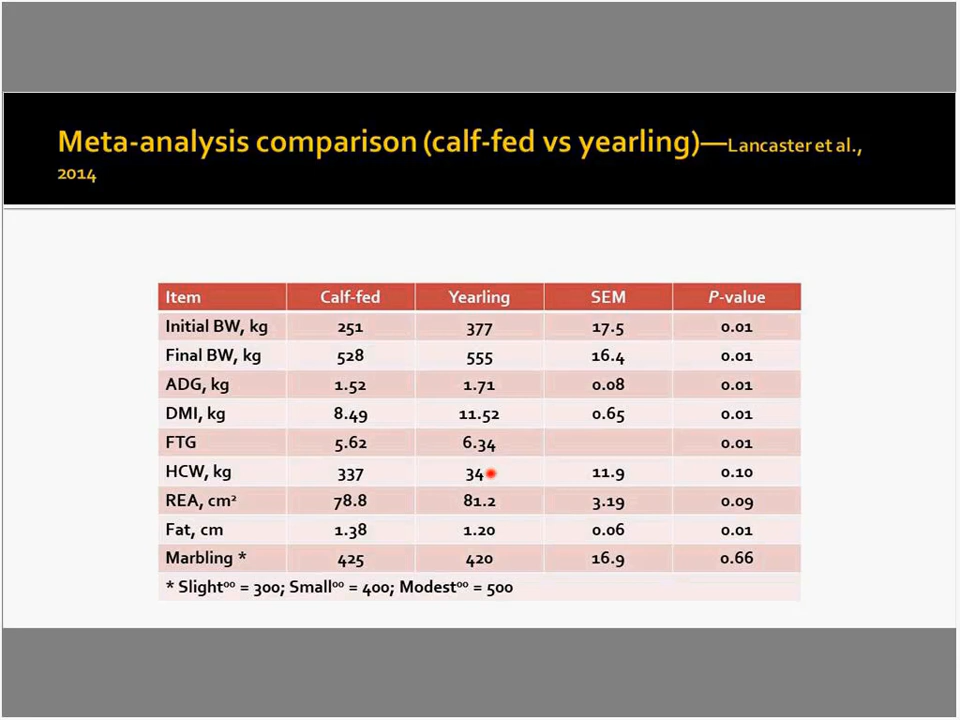 Meta-analysis comparison (calf-fed vs yearling)—Lancaster et al.,
2014
Item Calf-fed Yearling SEM P-value
Initial BW, kg 251 377 17.5 0.01
Final BW, kg 528 555 16.4 0.01
ADG, kg 1.52 1.71 0.08 0.01
DMI, kg 8.49 11.52 0.65 0.01
FTG 5.62 6.34 0.01
HCW, kg 337 11.9 0.10
REA, cm² 78.8 81.2 3.19 0.09
Fat, cm 1.38 1.20 0.06 0.01
Marbling * 425 420 16.9 0.66
* Slight⁰⁰ = 300; Small⁰⁰ = 400; Modest⁰⁰ = 500